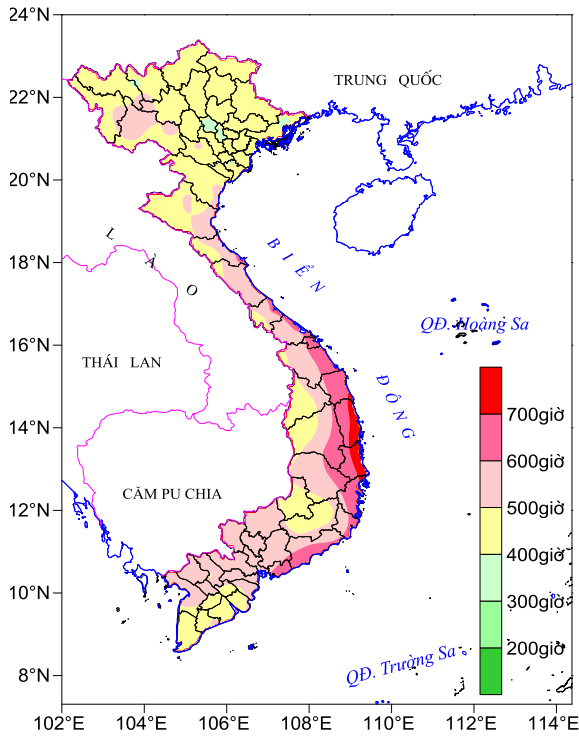 24°N
22°N
20°N
18°N
16°N
14°N
12°N
10°N
8°N
TRUNG QUỐC
LÀO
BIỂN
ĐÔNG
QĐ. Hoàng Sa
THÁI LAN
CĂM PU CHIA
QĐ. Trường Sa
700giờ
600giờ
500giờ
400giờ
300giờ
200giờ
102°E 104°E 106°E 108°E 110°E 112°E 114°E